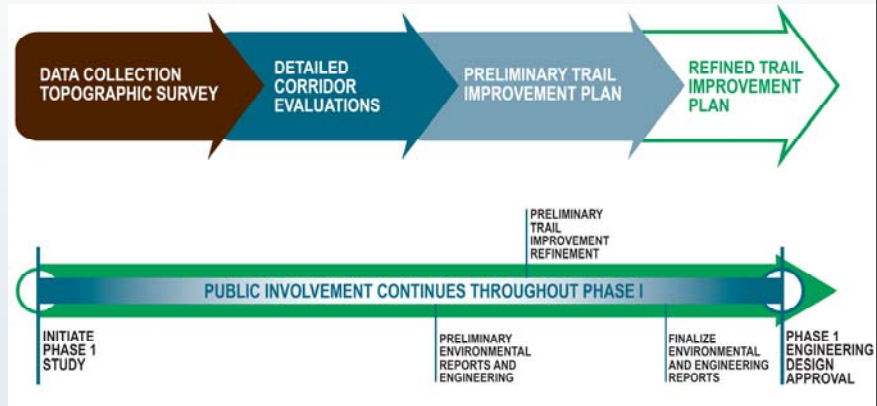 DATA COLLECTION
TOPOGRAPHIC SURVEY
DETAILED
CORRIDOR
EVALUATIONS
PRELIMINARY TRAIL
IMPROVEMENT PLAN
REFINED TRAIL
IMPROVEMENT
PLAN
PRELIMINARY
TRAIL
IMPROVEMENT
REFINEMENT
PUBLIC INVOLVEMENT CONTINUES THROUGHOUT PHASE I
INITIATE
PHASE 1
STUDY
PRELIMINARY
ENVIRONMENTAL
REPORTS AND
ENGINEERING
FINALIZE
ENVIRONMENTAL
AND ENGINEERING
REPORTS
PHASE 1
ENGINEERING
DESIGN
APPROVAL